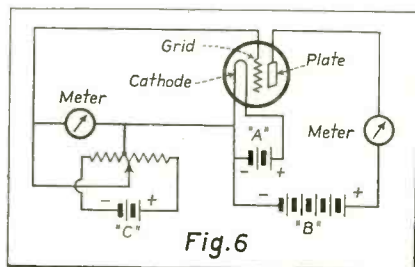 Grid
Cathode
Plate
Meter
"A"
- +
Meter
- +
"C"
- +
"B"
Fig. 6